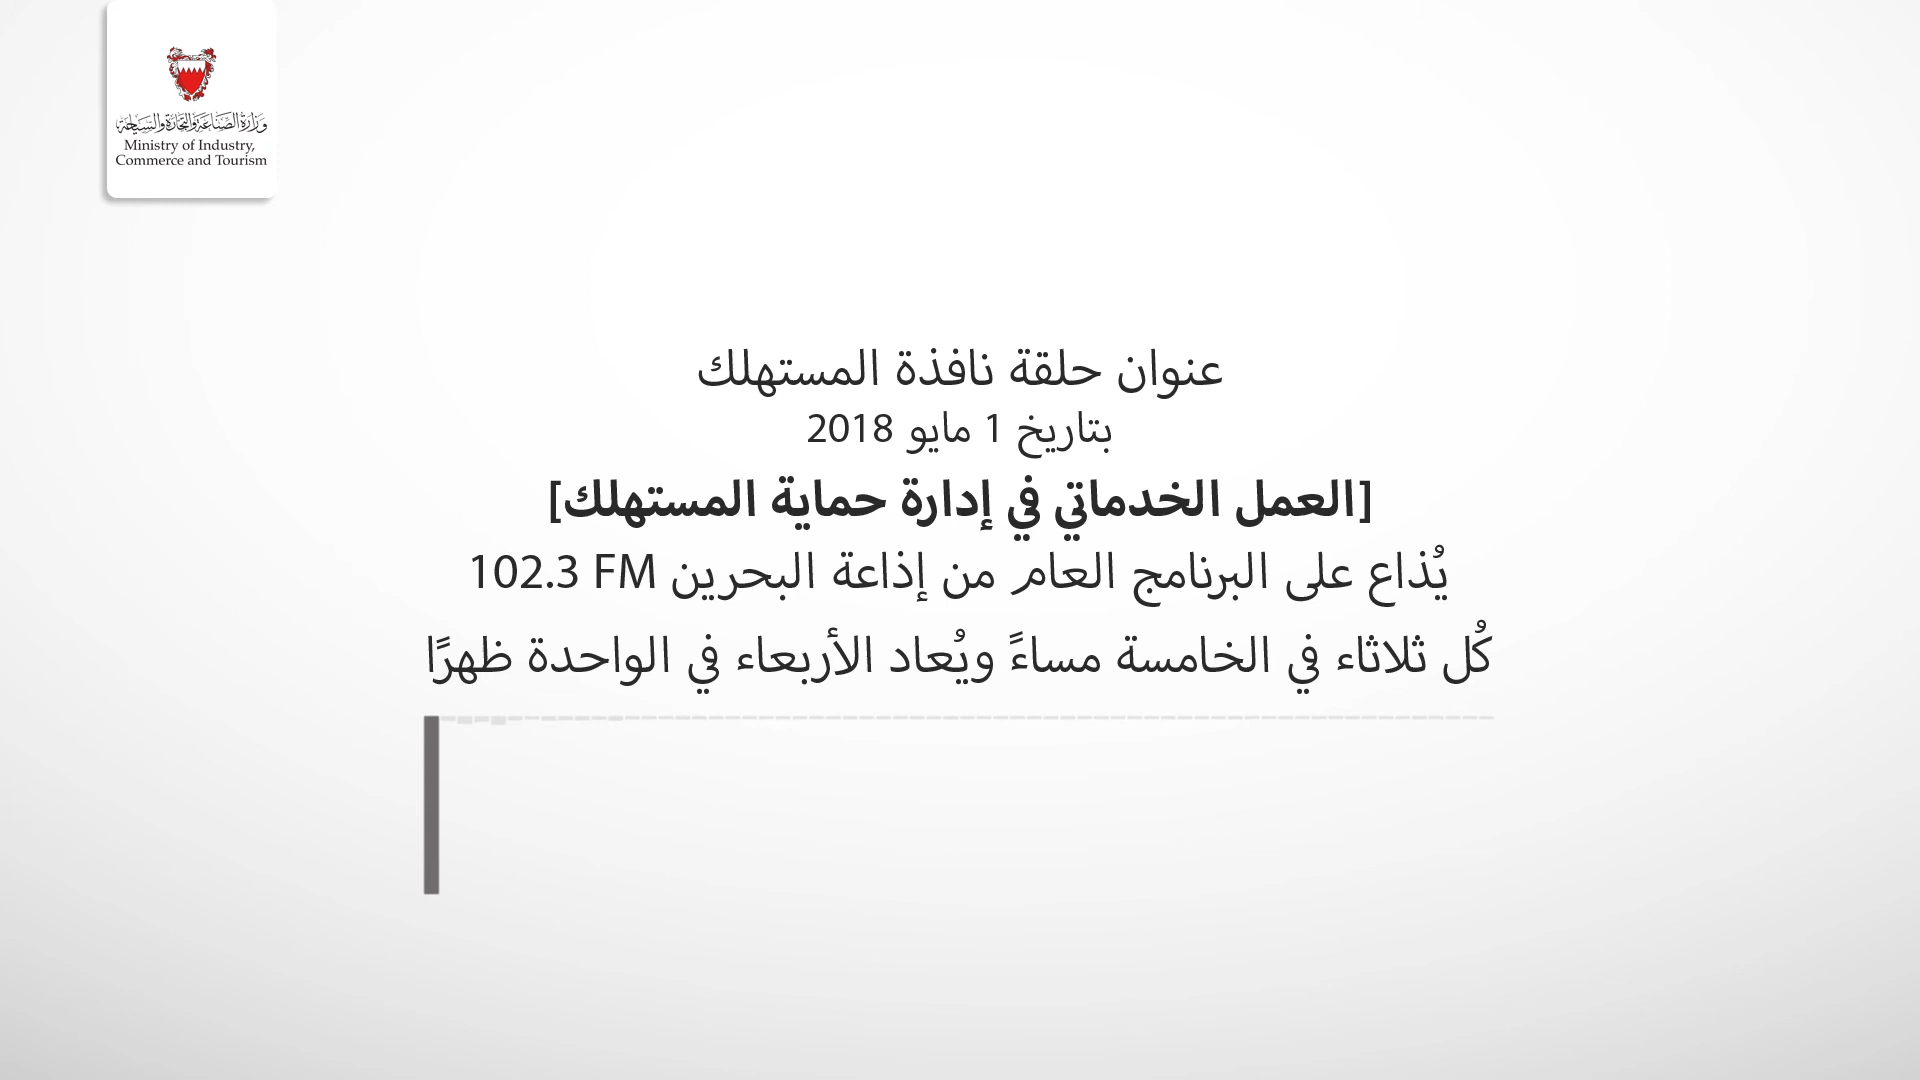 وزارة الصناعة والتجارة والسياحة
Ministry of Industry,
Commerce and Tourism
عنوان حلقة نافذة المستهلك
بتاريخ 1 مايو 2018
[العمل الخدماتي في إدارة حماية المستهلك]
يُذاع على البرنامج العام من إذاعة البحرين 102.3 FM
كُل ثلاثاء في الخامسة مساءً ويُعاد الأربعاء في الواحدة ظهرًا